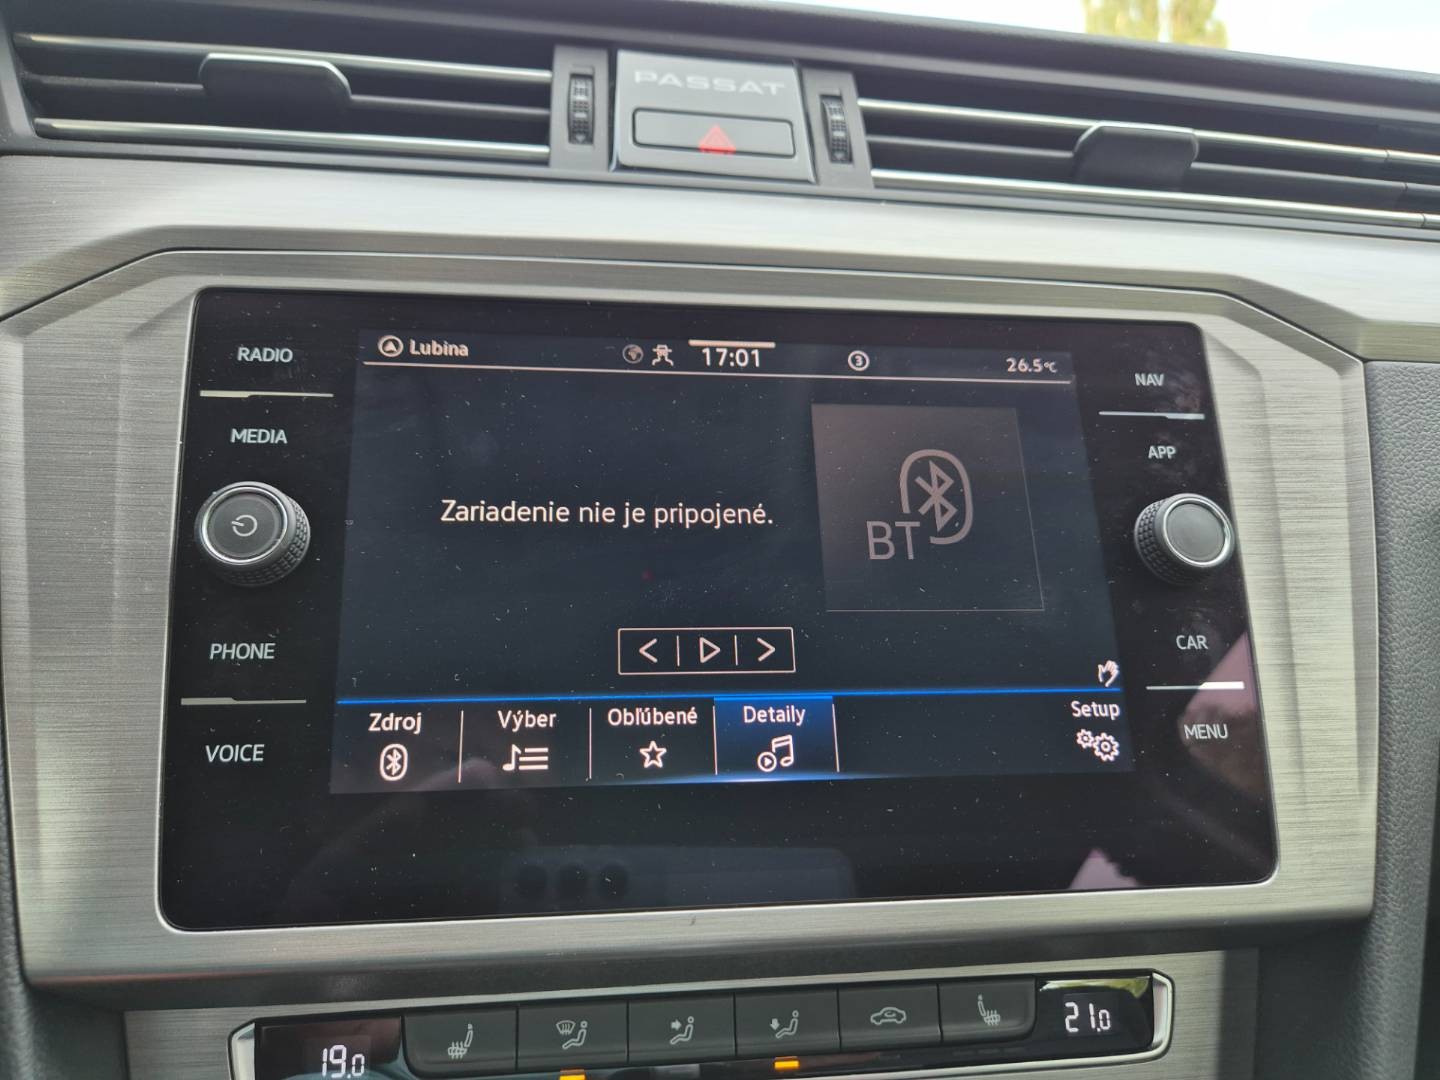 PASSAT
RADIO
MEDIA
PHONE
VOICE
Lubina
17:01
3
26.5°C
Zariadenie nie je pripojené.
BT
Zdroj
Výber
Obľúbené
Detaily
Setup
NAV
APP
CAR
MENU
19.0
21.0